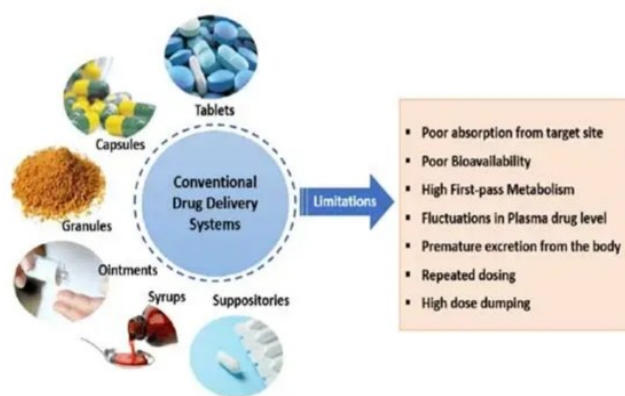 Tablets
Capsules
Granules
Ointments
Syrups
Suppositories
Conventional
Drug Delivery
Systems
Limitations
▪ Poor absorption from target site
▪ Poor Bioavailability
▪ High First-pass Metabolism
▪ Fluctuations in Plasma drug level
▪ Premature excretion from the body
▪ Repeated dosing
▪ High dose dumping